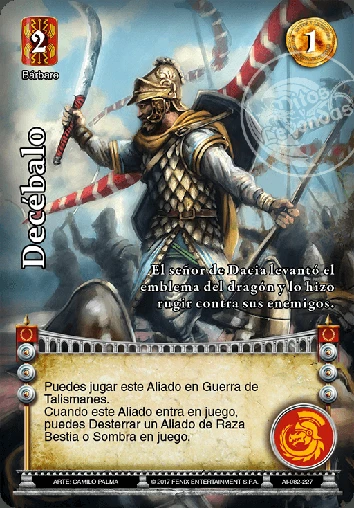 2
1
Bárbaro
Mitos
Leyendas
Decébalo
El señor de Dacia levantó el
emblema del dragón y lo hizo
rugir contra sus enemigos.
Puedes jugar este Aliado en Guerra de
Talismanes.
Cuando este Aliado entra en juego,
puedes Desterrar un Aliado de Raza
Bestia o Sombra en juego.
ARTE: CAMILO PALMA
© 2017 FENIX ENTERTAINMENT S.P.A.